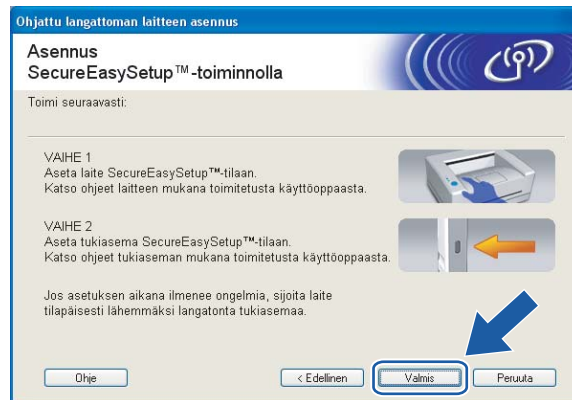 Ohjattu langattoman laitteen asennus
Asennus
SecureEasySetup™-toiminnolla
Toimi seuraavasti:
VAIHE 1
Aseta laite SecureEasySetup™-tilaan.
Katso ohjeet laitteen mukana toimitetusta käyttöoppaasta.
VAIHE 2
Aseta tukiasema SecureEasySetup™-tilaan.
Katso ohjeet tukiaseman mukana toimitetusta käyttöoppaasta.
Jos asetuksen aikana ilmenee ongelmia, sijoita laite
tilapäisesti lähemmäksi langatonta tukiasemaa.
Ohje
< Edellinen
Valmis
Peruuta